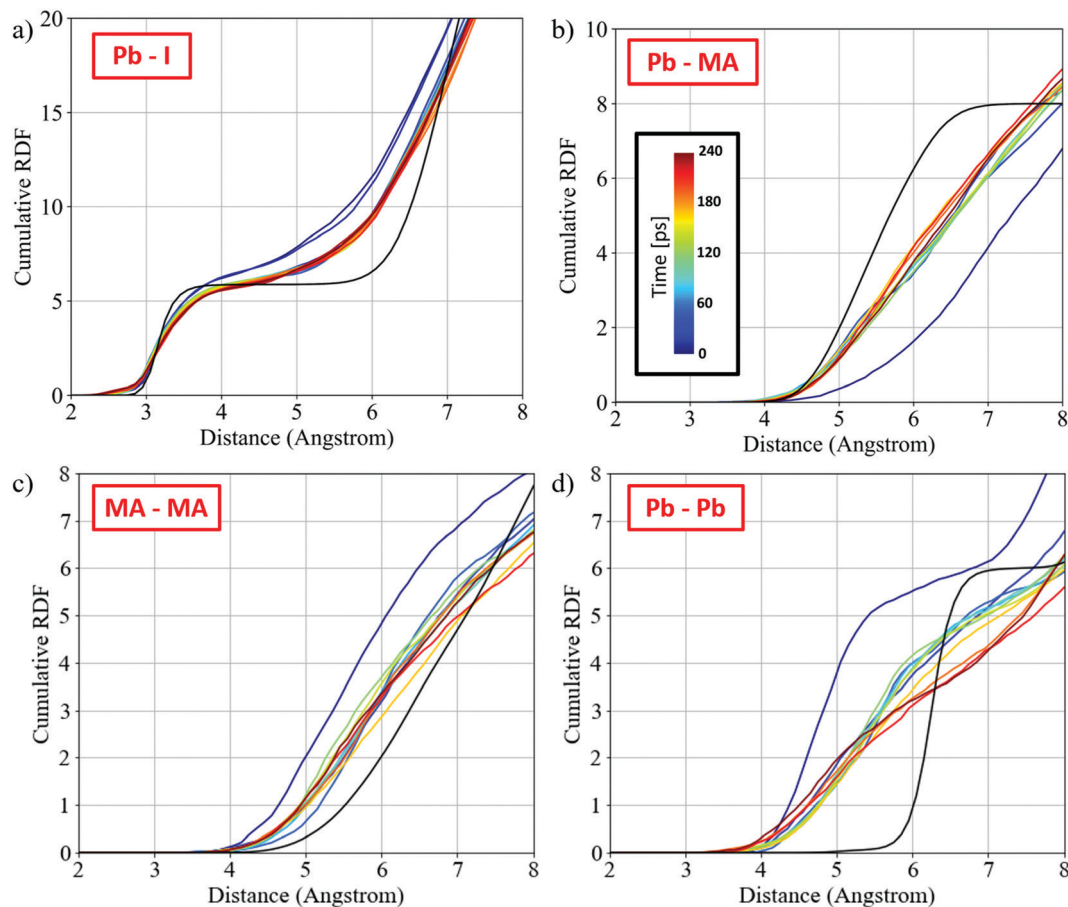 a)
Pb - I
20
15
10
5
0
Cumulative RDF
2 3 4 5 6 7 8
Distance (Angstrom)
b)
Pb - MA
10
8
6
4
2
0
Cumulative RDF
240
180
120
60
0
Time [ps]
2 3 4 5 6 7 8
Distance (Angstrom)
c)
MA - MA
8
7
6
5
4
3
2
1
0
Cumulative RDF
2 3 4 5 6 7 8
Distance (Angstrom)
d)
Pb - Pb
8
7
6
5
4
3
2
1
0
Cumulative RDF
2 3 4 5 6 7 8
Distance (Angstrom)